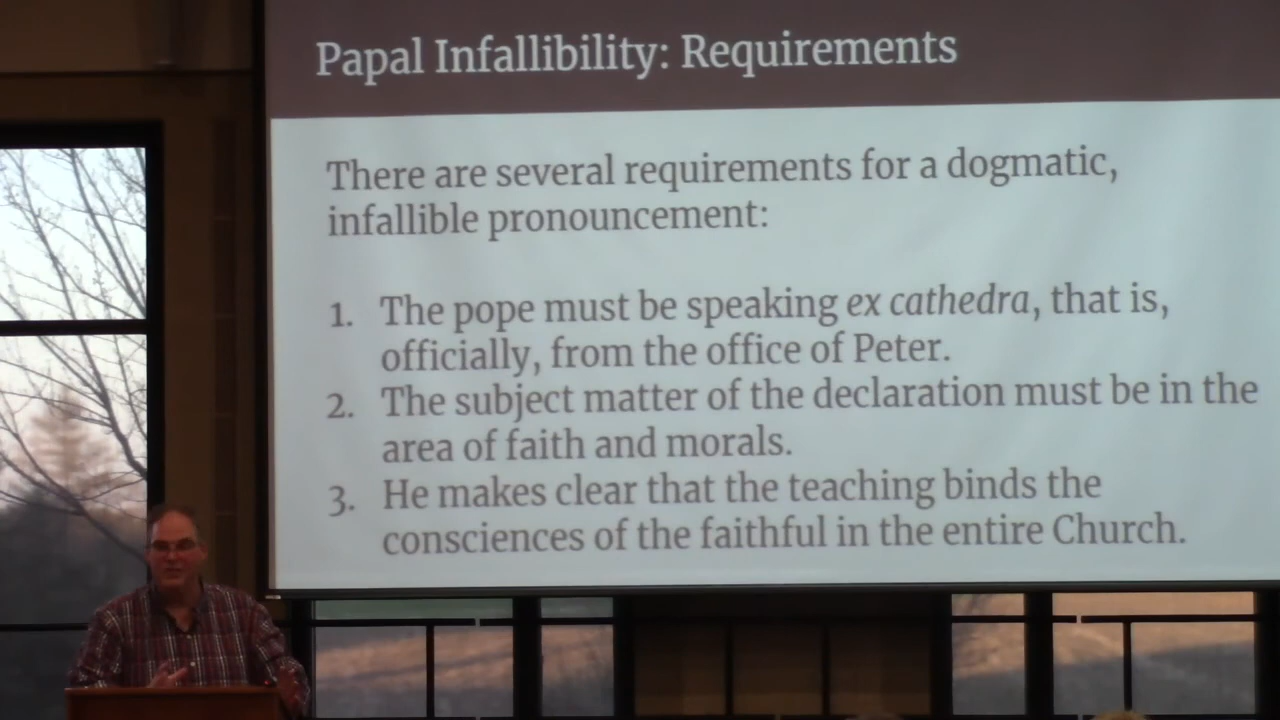 Papal Infallibility: Requirements
There are several requirements for a dogmatic,
infallible pronouncement:
1. The pope must be speaking ex cathedra, that is,
officially, from the office of Peter.
2. The subject matter of the declaration must be in the
area of faith and morals.
3. He makes clear that the teaching binds the
consciences of the faithful in the entire Church.